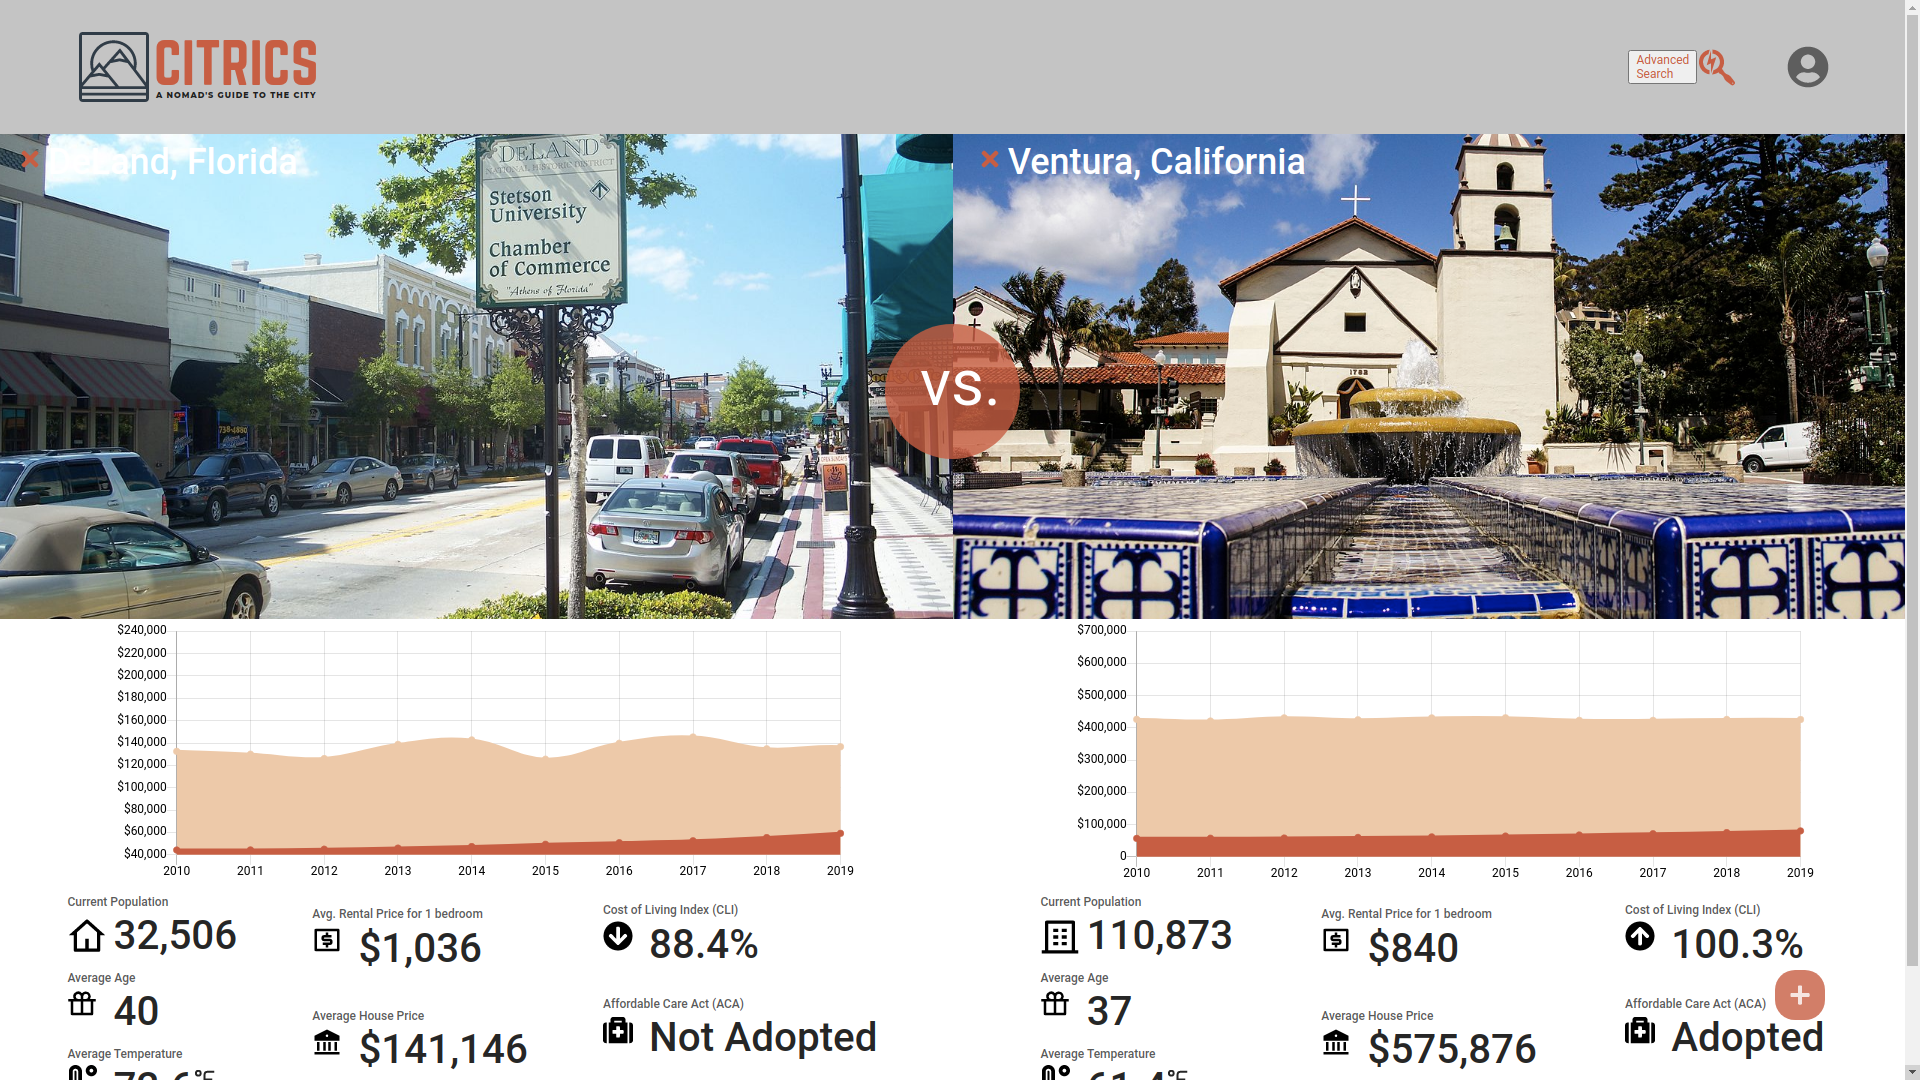 CITRICS
A NOMAD'S GUIDE TO THE CITY
Advanced
Search
DeLand, Florida
DELAND
NATIONAL HISTORIC DISTRICT
Stetson
University
Chamber
of Commerce
"Athens of Florida"
738-4880
vs.
Ventura, California
1782
$240,000
$220,000
$200,000
$180,000
$160,000
$140,000
$120,000
$100,000
$80,000
$60,000
$40,000
2010 2011 2012 2013 2014 2015 2016 2017 2018 2019
$700,000
$600,000
$500,000
$400,000
$300,000
$200,000
$100,000
0
2010 2011 2012 2013 2014 2015 2016 2017 2018 2019
Current Population
32,506
Average Age
40
Average Temperature
Avg. Rental Price for 1 bedroom
$1,036
Average House Price
$141,146
Cost of Living Index (CLI)
88.4%
Affordable Care Act (ACA)
Not Adopted
Current Population
110,873
Average Age
37
Average Temperature
Avg. Rental Price for 1 bedroom
$840
Average House Price
$575,876
Cost of Living Index (CLI)
100.3%
Affordable Care Act (ACA)
Adopted